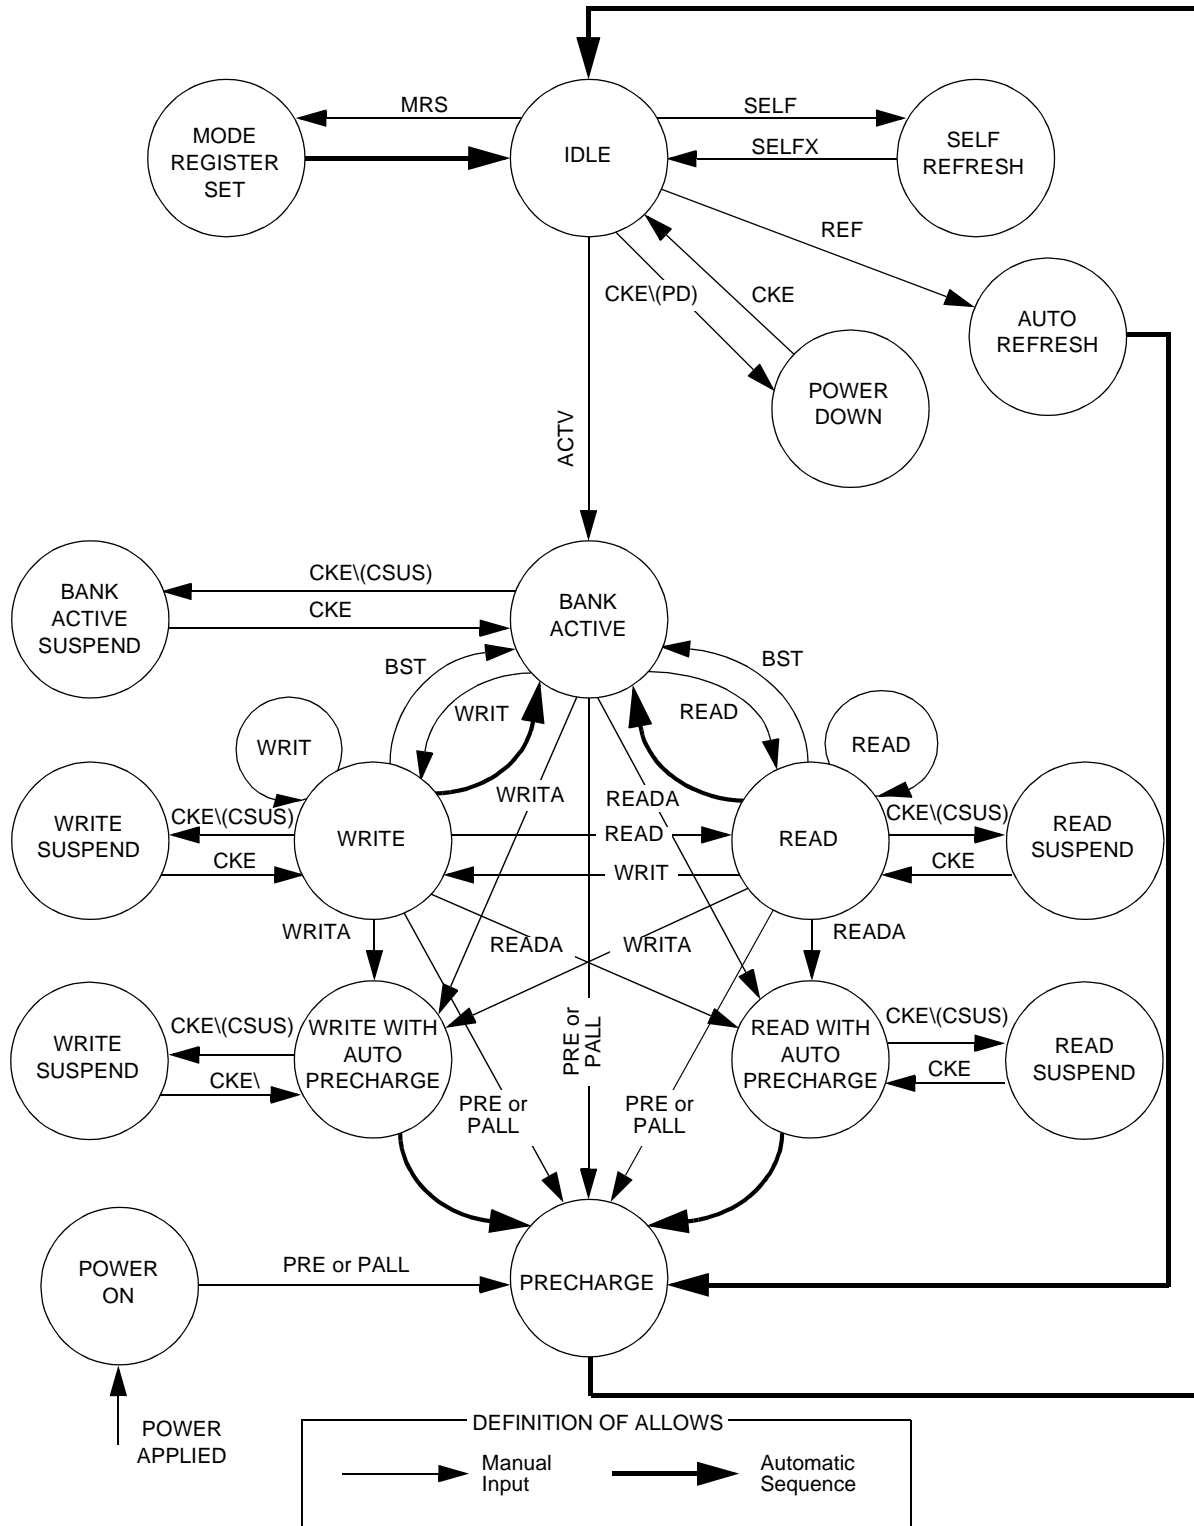 MRS
SELF
MODE
REGISTER
SET
IDLE
SELFX
SELF
REFRESH
REF
CKE\(PD)
CKE
AUTO
REFRESH
POWER
DOWN
ACTV
CKE\(CSUS)
BANK
ACTIVE
SUSPEND
CKE
BANK
ACTIVE
BST
BST
WRIT
READ
WRIT
READ
WRITA
READA
CKE\(CSUS)
WRITE
SUSPEND
CKE
WRITE
READ
WRIT
READ
CKE\(CSUS)
CKE
READ
SUSPEND
WRITA
READA
WRITA
READA
CKE\(CSUS)
WRITE
SUSPEND
CKE\
WRITE WITH
AUTO
PRECHARGE
PRE or
PALL
READ WITH
AUTO
PRECHARGE
CKE\(CSUS)
CKE
READ
SUSPEND
PRE or
PALL
PRE or
PALL
POWER
ON
PRE or PALL
PRECHARGE
POWER
APPLIED
DEFINITION OF ALLOWS
Manual
Input
Automatic
Sequence